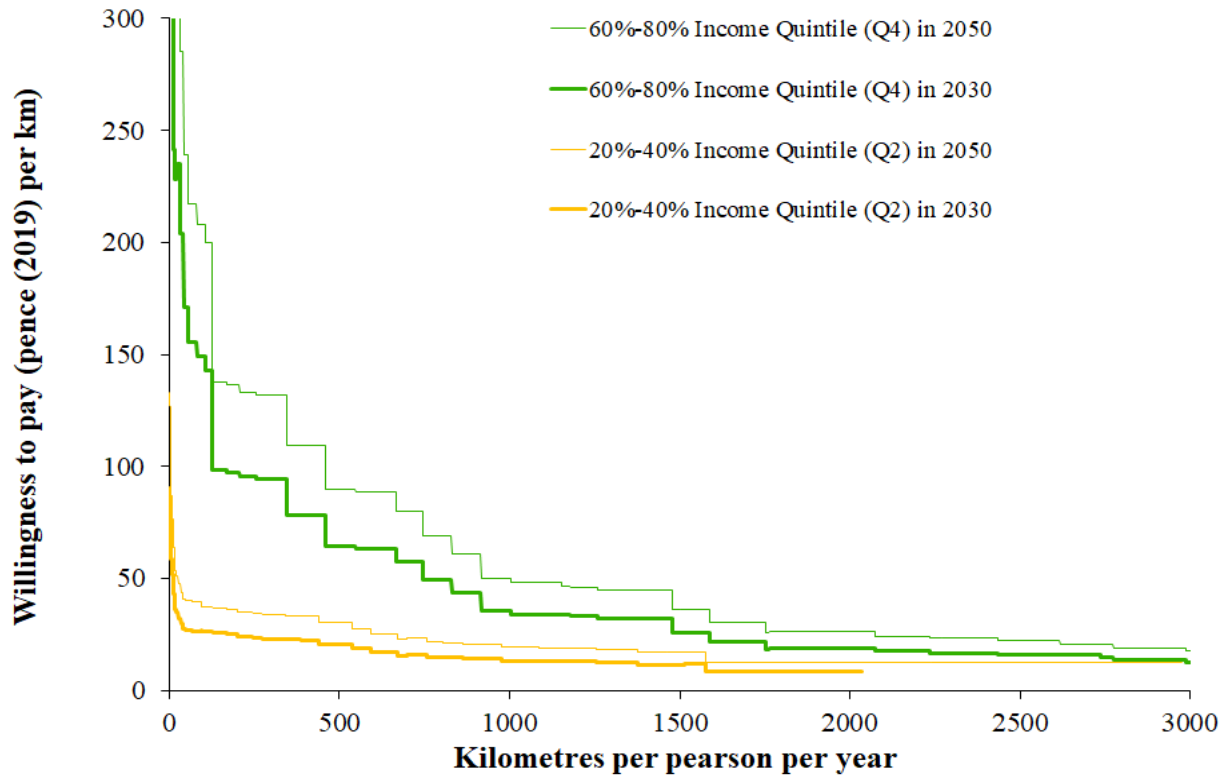 300
250
200
150
100
50
0
Willingness to pay (pence (2019) per km)
60%-80% Income Quintile (Q4) in 2050
60%-80% Income Quintile (Q4) in 2030
20%-40% Income Quintile (Q2) in 2050
20%-40% Income Quintile (Q2) in 2030
0 500 1000 1500 2000 2500 3000
Kilometres per pearson per year